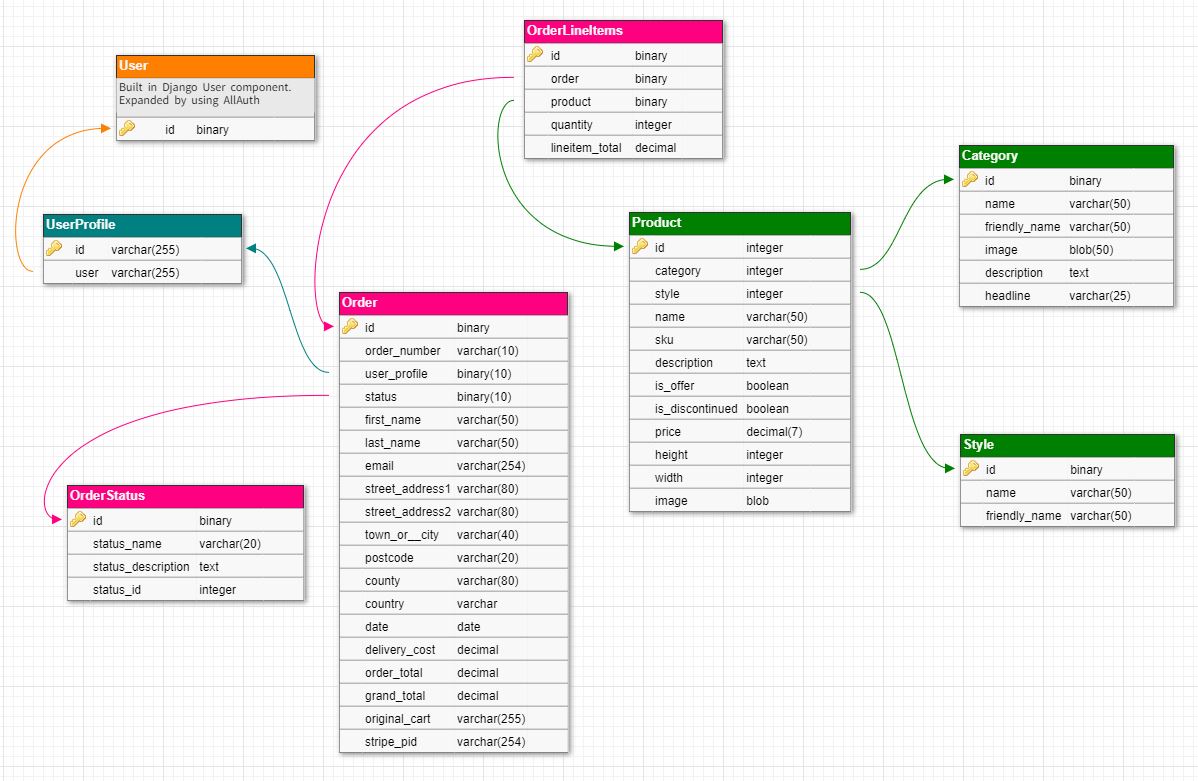 User
Built in Django User component.
Expanded by using AllAuth
id binary
UserProfile
id varchar(255)
user varchar(255)
OrderStatus
id binary
status_name varchar(20)
status_description text
status_id integer
Order
id binary
order_number varchar(10)
user_profile binary(10)
status binary(10)
first_name varchar(50)
last_name varchar(50)
email varchar(254)
street_address1 varchar(80)
street_address2 varchar(80)
town_or__city varchar(40)
postcode varchar(20)
county varchar(80)
country varchar
date date
delivery_cost decimal
order_total decimal
grand_total decimal
original_cart varchar(255)
stripe_pid varchar(254)
OrderLineItems
id binary
order binary
product binary
quantity integer
lineitem_total decimal
Product
id integer
category integer
style integer
name varchar(50)
sku varchar(50)
description text
is_offer boolean
is_discontinued boolean
price decimal(7)
height integer
width integer
image blob
Category
id binary
name varchar(50)
friendly_name varchar(50)
image blob(50)
description text
headline varchar(25)
Style
id binary
name varchar(50)
friendly_name varchar(50)